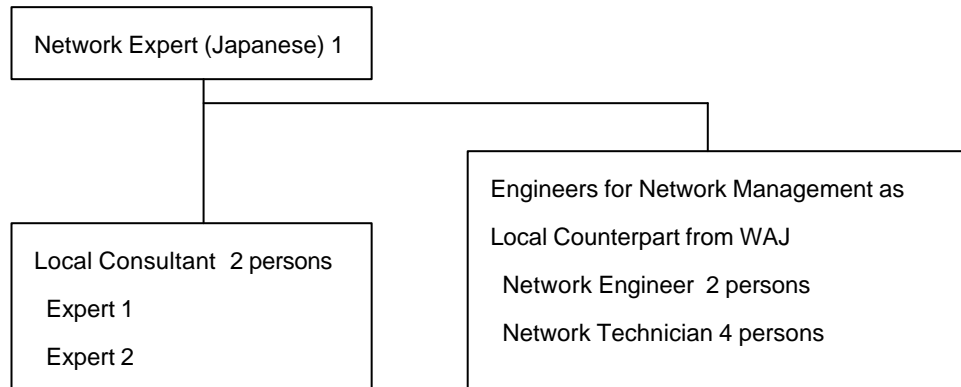 Network Expert (Japanese) 1
Engineers for Network Management as
Local Counterpart from WAJ
Network Engineer  2 persons
Network Technician 4 persons
Local Consultant  2 persons
Expert 1
Expert 2